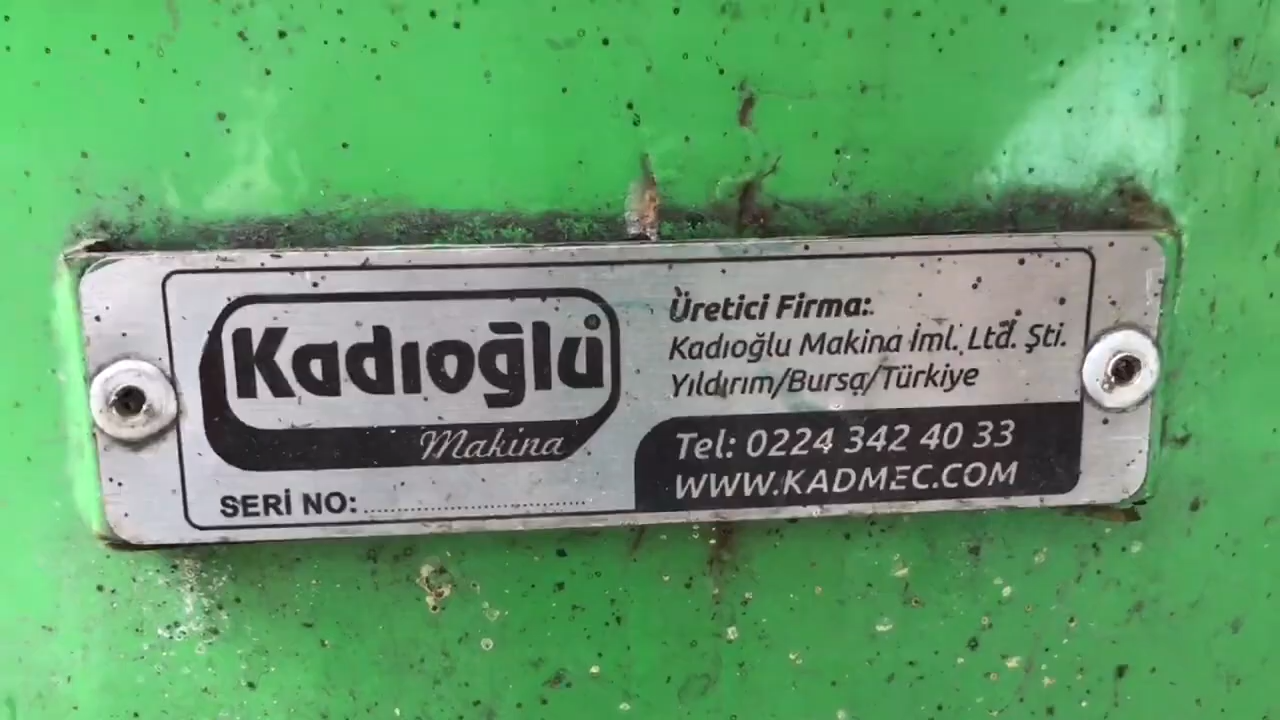 Kadıoğlu
Makina
SERİ NO:
Üretici Firma:
Kadıoğlu Makina İml. Ltd. Şti.
Yıldırım/Bursa/Türkiye
Tel: 0224 342 40 33
WWW.KADMEC.COM